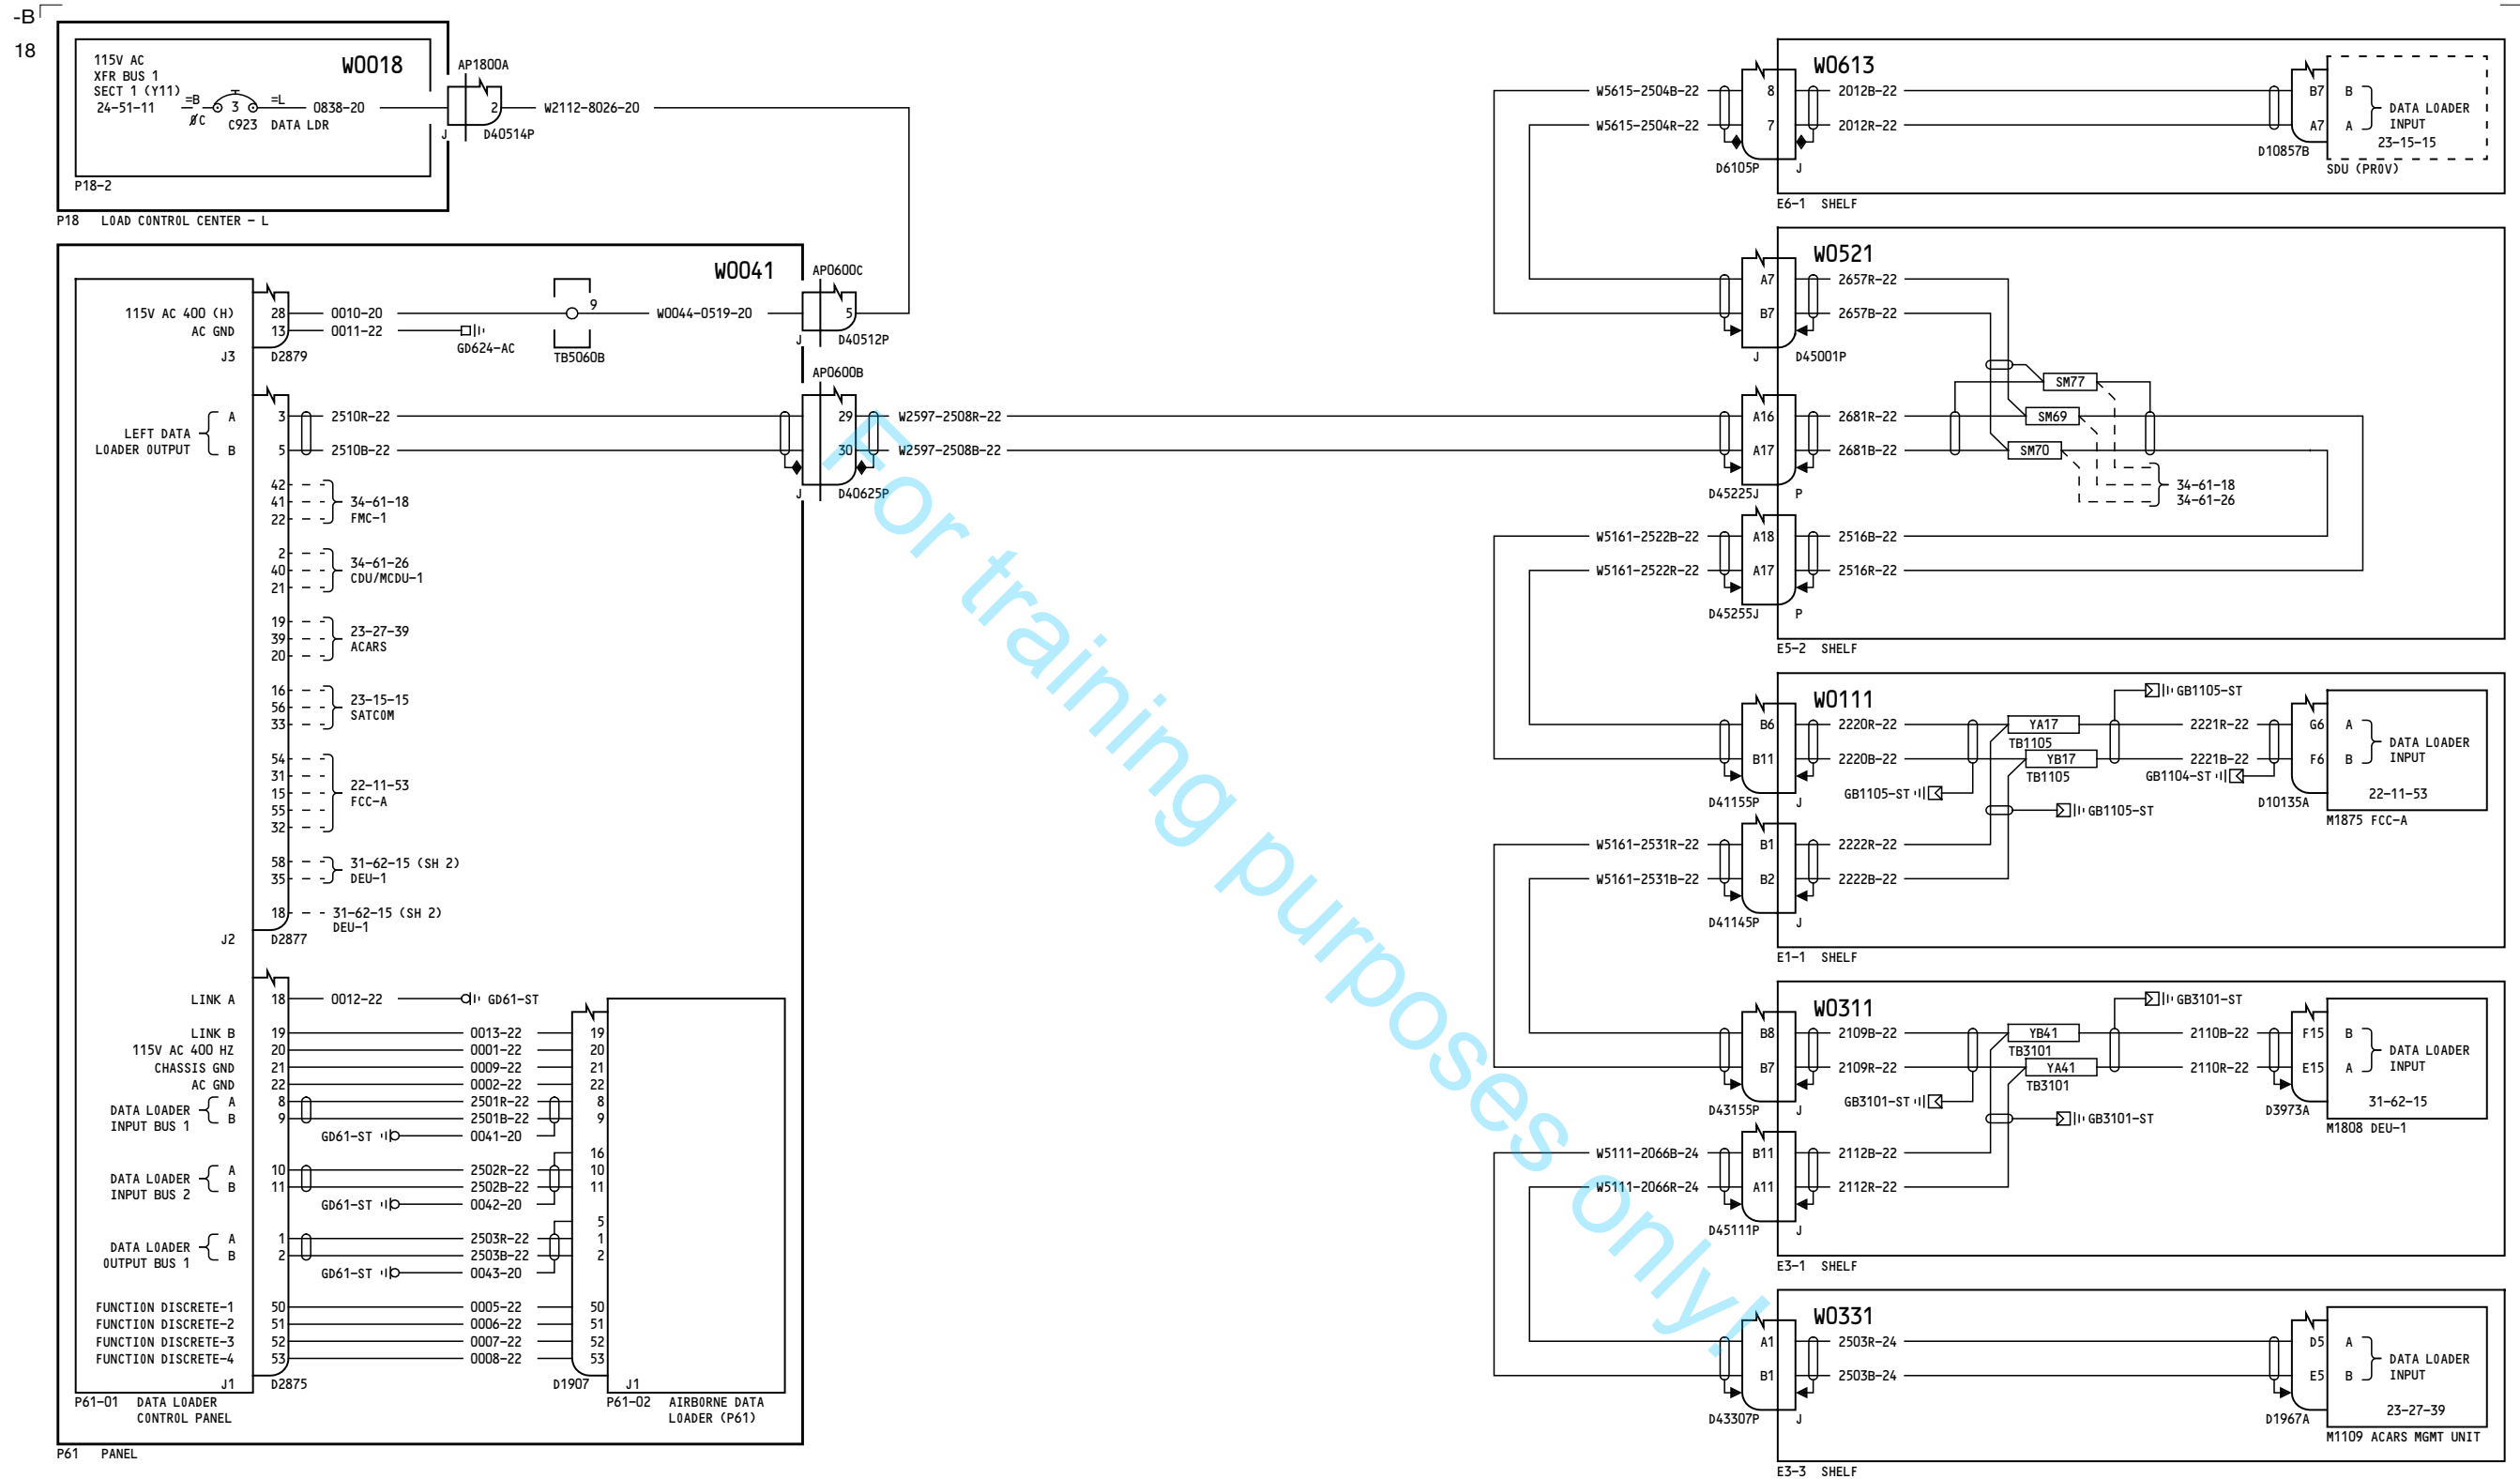 -B
18
115V AC
XFR BUS 1
SECT 1 (Y11)
24-51-11
=B
ØC
3
=L
C923
DATA LDR
0838-20
W0018
P18-2
P18 LOAD CONTROL CENTER - L
AP1800A
2
J
D40514P
W2112-8026-20
W0041
115V AC 400 (H) 28 0010-20
AC GND 13 0011-22
GD624-AC
J3 D2879
9
TB5060B
W0044-0519-20
AP0600C
5
J D40512P
AP0600B
LEFT DATA
LOADER OUTPUT
A 3 2510R-22 29 W2597-2508R-22
B 5 2510B-22 30 W2597-2508B-22
J D40625P
42
41
22
34-61-18
FMC-1
2
40
21
34-61-26
CDU/MCDU-1
19
39
20
23-27-39
ACARS
16
56
33
23-15-15
SATCOM
54
31
15
55
32
22-11-53
FCC-A
58
35
31-62-15 (SH 2)
DEU-1
18
31-62-15 (SH 2)
DEU-1
J2 D2877
LINK A 18 0012-22 GD61-ST
LINK B 19 0013-22 19
115V AC 400 HZ 20 0001-22 20
CHASSIS GND 21 0009-22 21
AC GND 22 0002-22 22
DATA LOADER
INPUT BUS 1
A 8 2501R-22 8
B 9 2501B-22 9
GD61-ST 0041-20
16
DATA LOADER
INPUT BUS 2
A 10 2502R-22 10
B 11 2502B-22 11
GD61-ST 0042-20
5
DATA LOADER
OUTPUT BUS 1
A 1 2503R-22 1
B 2 2503B-22 2
GD61-ST 0043-20
FUNCTION DISCRETE-1 50 0005-22 50
FUNCTION DISCRETE-2 51 0006-22 51
FUNCTION DISCRETE-3 52 0007-22 52
FUNCTION DISCRETE-4 53 0008-22 53
J1 D2875
D1907 J1
P61-01 DATA LOADER
CONTROL PANEL
P61-02 AIRBORNE DATA
LOADER (P61)
P61 PANEL
W0613
W5615-2504B-22 8 2012B-22 B7 B
W5615-2504R-22 7 2012R-22 A7 A
DATA LOADER
INPUT
23-15-15
D6105P J
D10857B
SDU (PROV)
E6-1 SHELF
W0521
A7 2657R-22
B7 2657B-22
J D45001P
SM77
A16 2681R-22 SM69
A17 2681B-22 SM70
34-61-18
34-61-26
D45225J P
W5161-2522B-22 A18 2516B-22
W5161-2522R-22 A17 2516R-22
D45255J P
E5-2 SHELF
W0111
GB1105-ST
B6 2220R-22 YA17 2221R-22 G6 A
TB1105
B11 2220B-22 YB17 2221B-22 F6 B
TB1105
DATA LOADER
INPUT
22-11-53
GB1104-ST
GB1105-ST
GB1105-ST
D41155P J
D10135A
M1875 FCC-A
W5161-2531R-22 B1 2222R-22
W5161-2531B-22 B2 2222B-22
D41145P J
E1-1 SHELF
W0311
GB3101-ST
B8 2109B-22 YB41 2110B-22 F15 B
TB3101
B7 2109R-22 YA41 2110R-22 E15 A
TB3101
DATA LOADER
INPUT
31-62-15
GB3101-ST
GB3101-ST
D43155P J
D3973A
M1808 DEU-1
W5111-2066B-24 B11 2112B-22
W5111-2066R-24 A11 2112R-22
D45111P J
E3-1 SHELF
W0331
A1 2503R-24 D5 A
B1 2503B-24 E5 B
DATA LOADER
INPUT
23-27-39
D43307P J
D1967A
M1109 ACARS MGMT UNIT
E3-3 SHELF
For training purposes only!